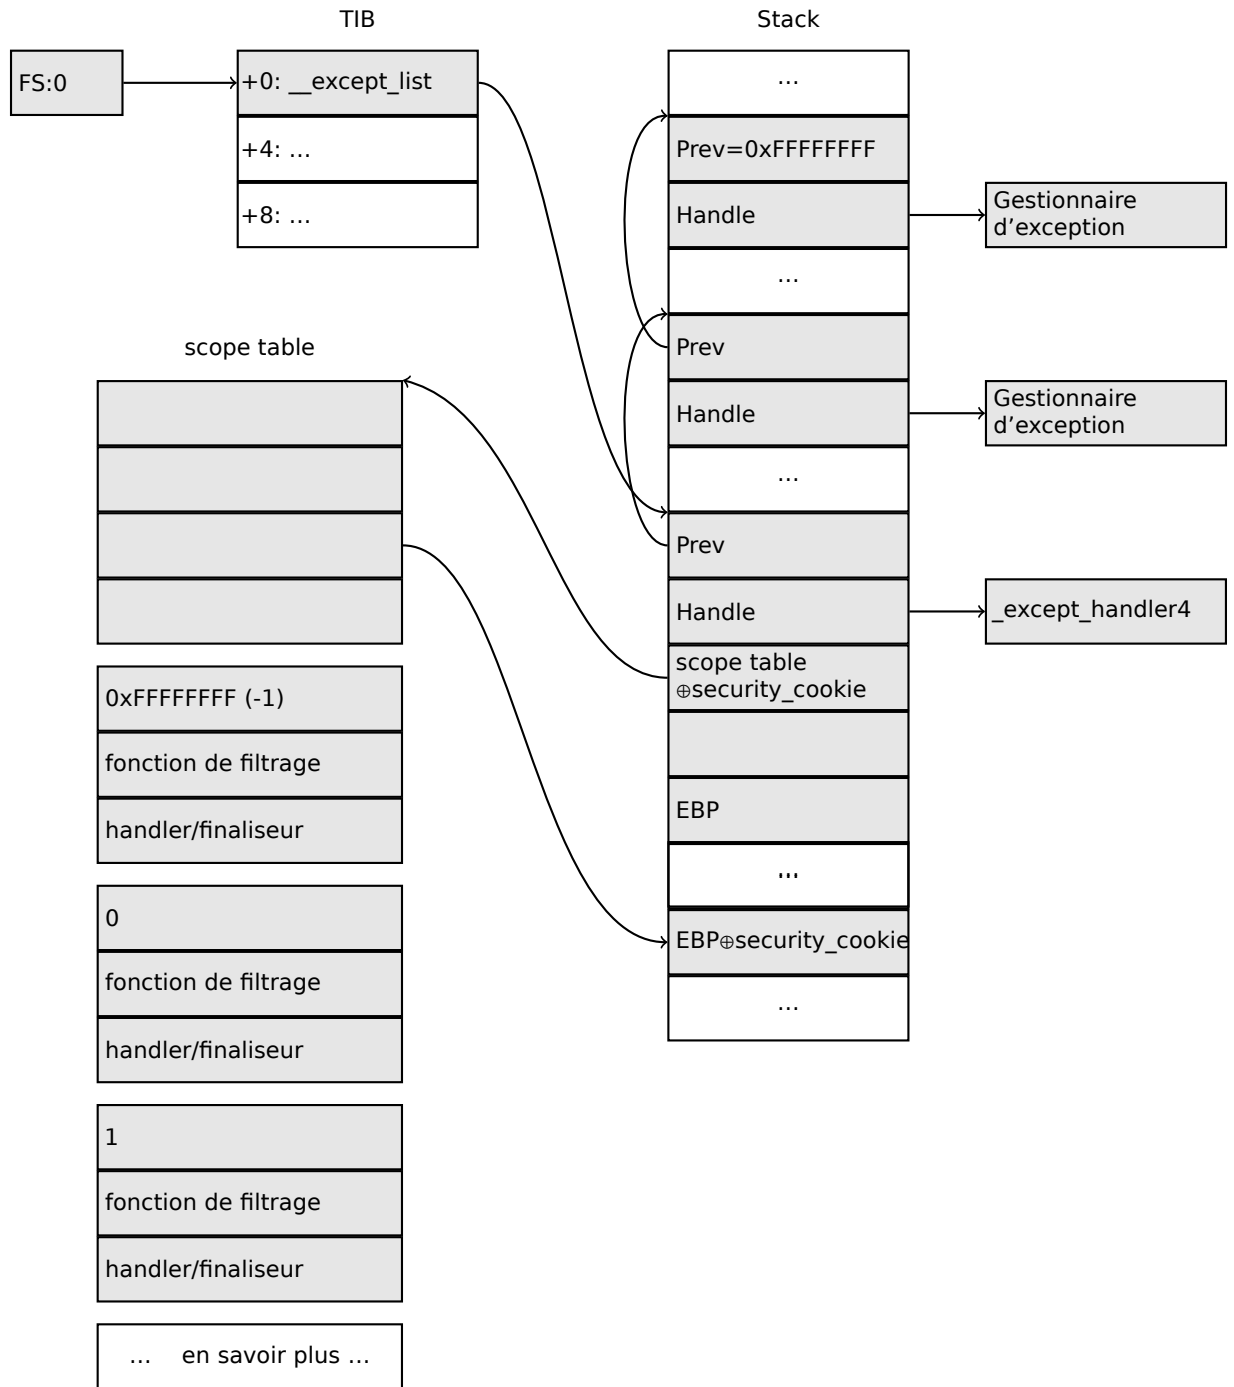 TIB
Stack
FS:0
+0: __except_list
+4: ...
+8: ...
...
Prev=0xFFFFFFFF
Handle
Gestionnaire
d’exception
...
Prev
Handle
Gestionnaire
d’exception
...
Prev
Handle
_except_handler4
scope table
⊕security_cookie
EBP
...
EBP⊕security_cookie
...
scope table
0xFFFFFFFF (-1)
fonction de filtrage
handler/finaliseur
0
fonction de filtrage
handler/finaliseur
1
fonction de filtrage
handler/finaliseur
... en savoir plus ...